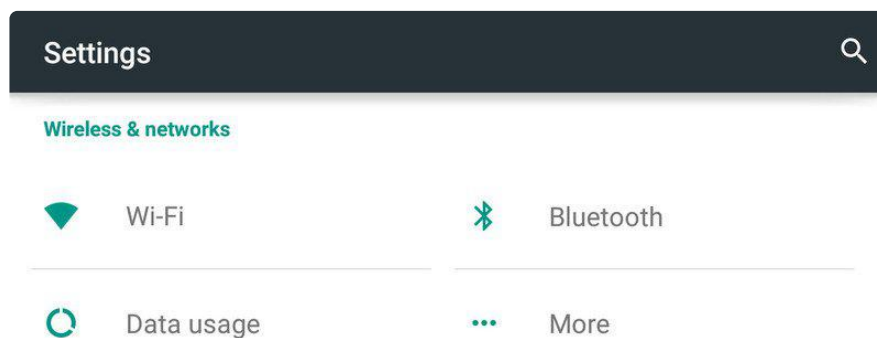 Settings
Wireless & networks
Wi-Fi
Bluetooth
Data usage
More